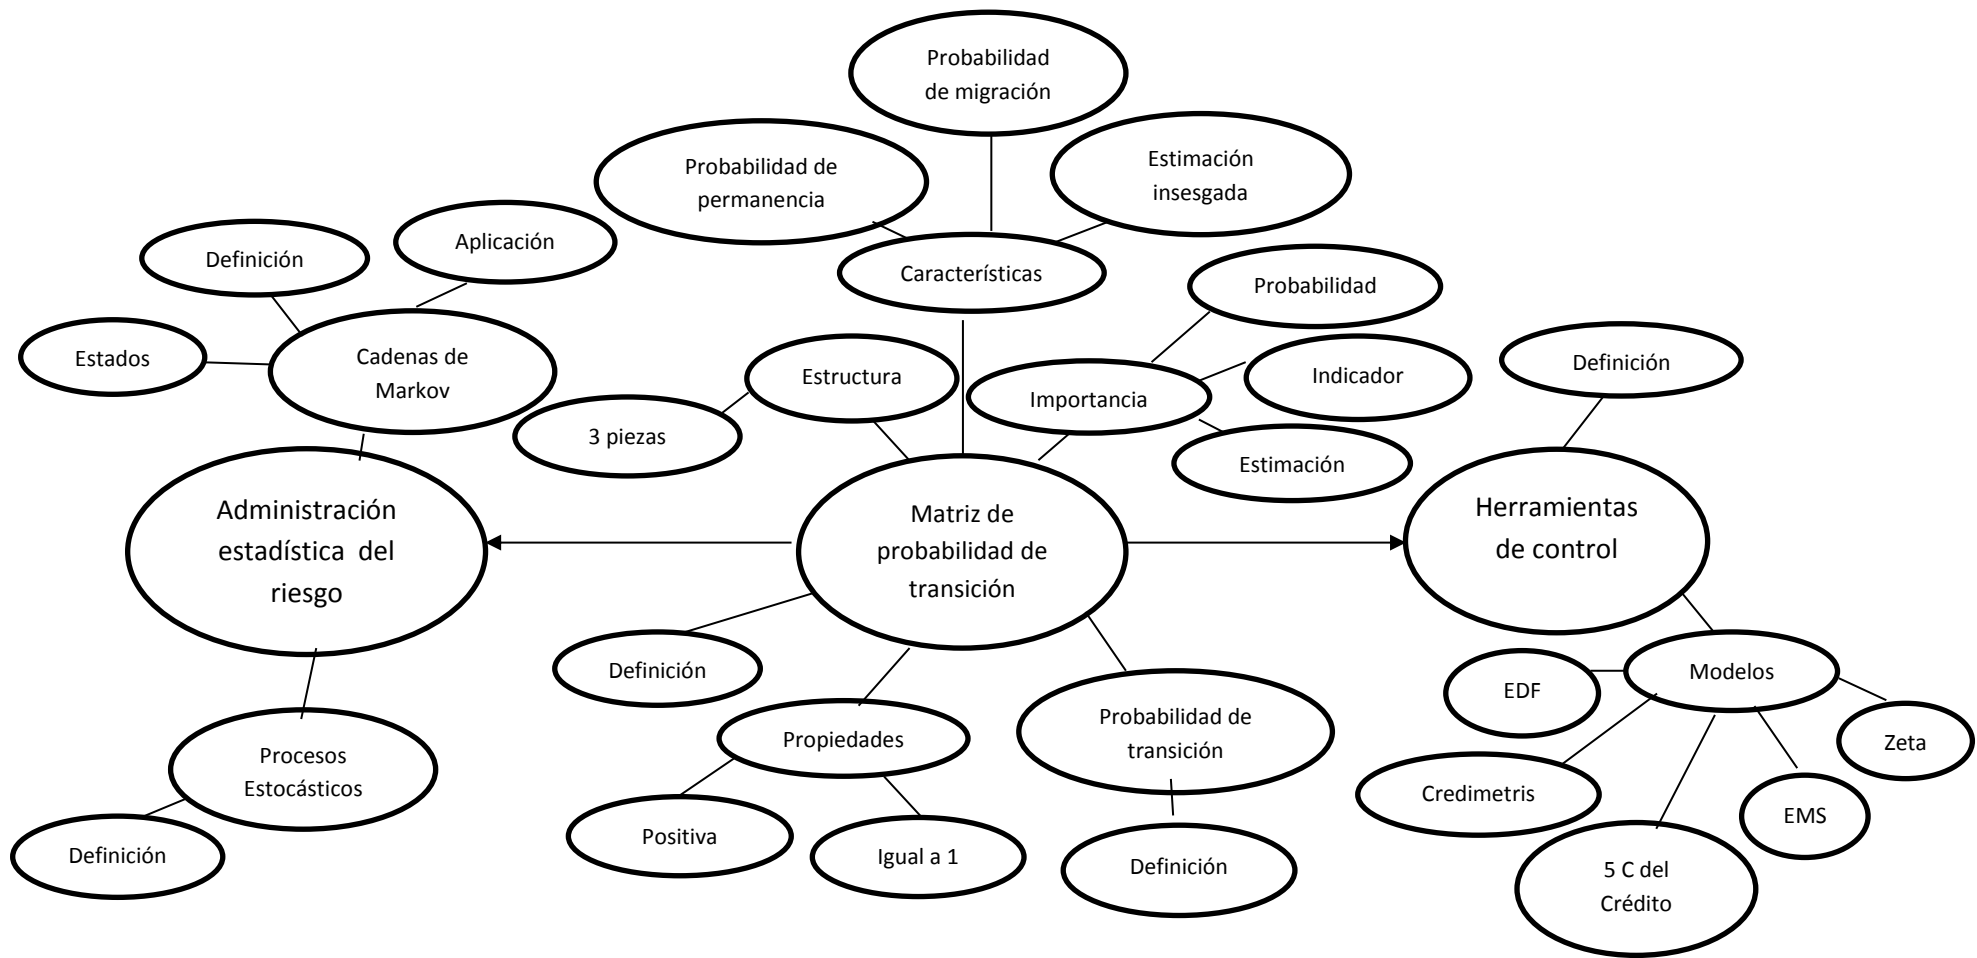 Probabilidad
de migración
Probabilidad de
permanencia
Estimación
insesgada
Características
Definición
Aplicación
Estados
Cadenas de
Markov
Estructura
3 piezas
Importancia
Probabilidad
Indicador
Estimación
Definición
Administración
estadística del
riesgo
Matriz de
probabilidad de
transición
Herramientas
de control
Definición
Propiedades
Positiva
Igual a 1
Probabilidad de
transición
Definición
Procesos
Estocásticos
Definición
Modelos
EDF
Credimetris
5 C del
Crédito
EMS
Zeta